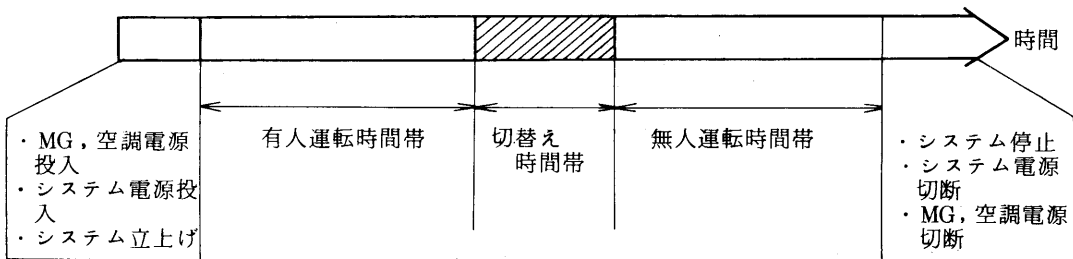 時間
有人運転時間帯
切替え
時間帯
無人運転時間帯
・MG,空調電源
投入
・システム電源投
入
・システム立上げ
・システム停止
・システム電源
切断
・MG,空調電源
切断